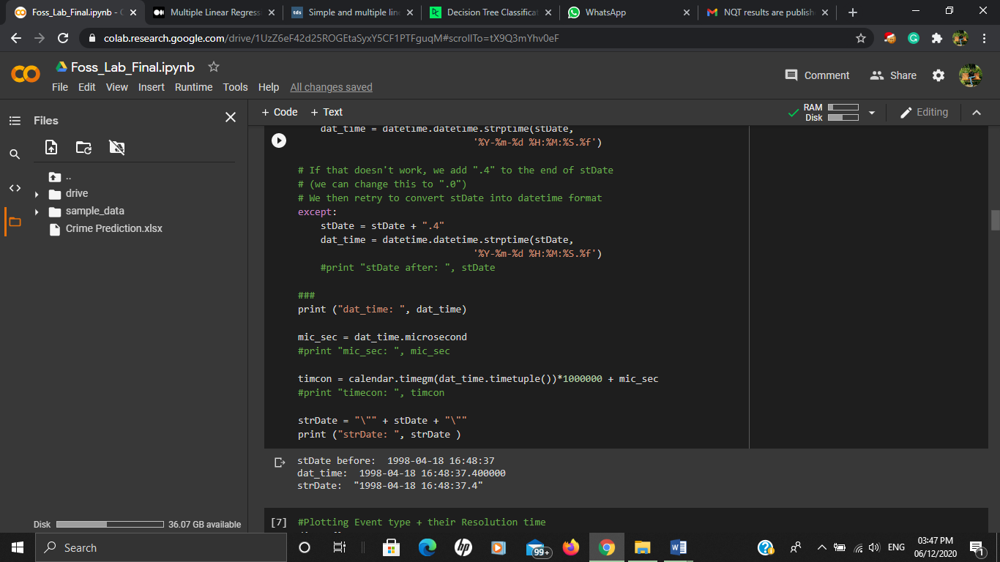 Foss_Lab_Final.ipynb - C
Multiple Linear Regress
Simple and multiple line
Decision Tree Classificat
WhatsApp
NQT results are publish
colab.research.google.com/drive/1UzZ6eF42d25ROGEtaSyxY5CF1PTFguqM#scrollTo=tX9Q3mYhv0eF
Foss_Lab_Final.ipynb
Comment
Share
File Edit View Insert Runtime Tools Help All changes saved
Files
+ Code + Text
RAM
Disk
Editing
..
drive
sample_data
Crime Prediction.xlsx
dat_time = datetime.datetime.strptime(stDate,
'%Y-%m-%d %H:%M:%S.%f')
# If that doesn't work, we add ".4" to the end of stDate
# (we can change this to ".0")
# We then retry to convert stDate into datetime format
except:
stDate = stDate + ".4"
dat_time = datetime.datetime.strptime(stDate,
'%Y-%m-%d %H:%M:%S.%f')
#print "stDate after: ", stDate
###
print ("dat_time: ", dat_time)
mic_sec = dat_time.microsecond
#print "mic_sec: ", mic_sec
timcon = calendar.timegm(dat_time.timetuple())*1000000 + mic_sec
#print "timecon: ", timcon
strDate = "\"" + stDate + "\""
print ("strDate: ", strDate )
stDate before:  1998-04-18 16:48:37
dat_time:  1998-04-18 16:48:37.400000
strDate:  "1998-04-18 16:48:37.4"
[7] #Plotting Event type + their Resolution time
Disk 36.07 GB available
Search
99+
ENG
03:47 PM
06/12/2020
1